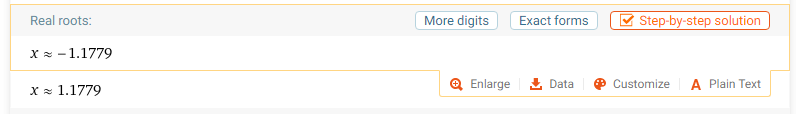 Real roots: More digits Exact forms Step-by-step solution
x ≈ −1.1779
x ≈ 1.1779
Enlarge Data Customize A Plain Text